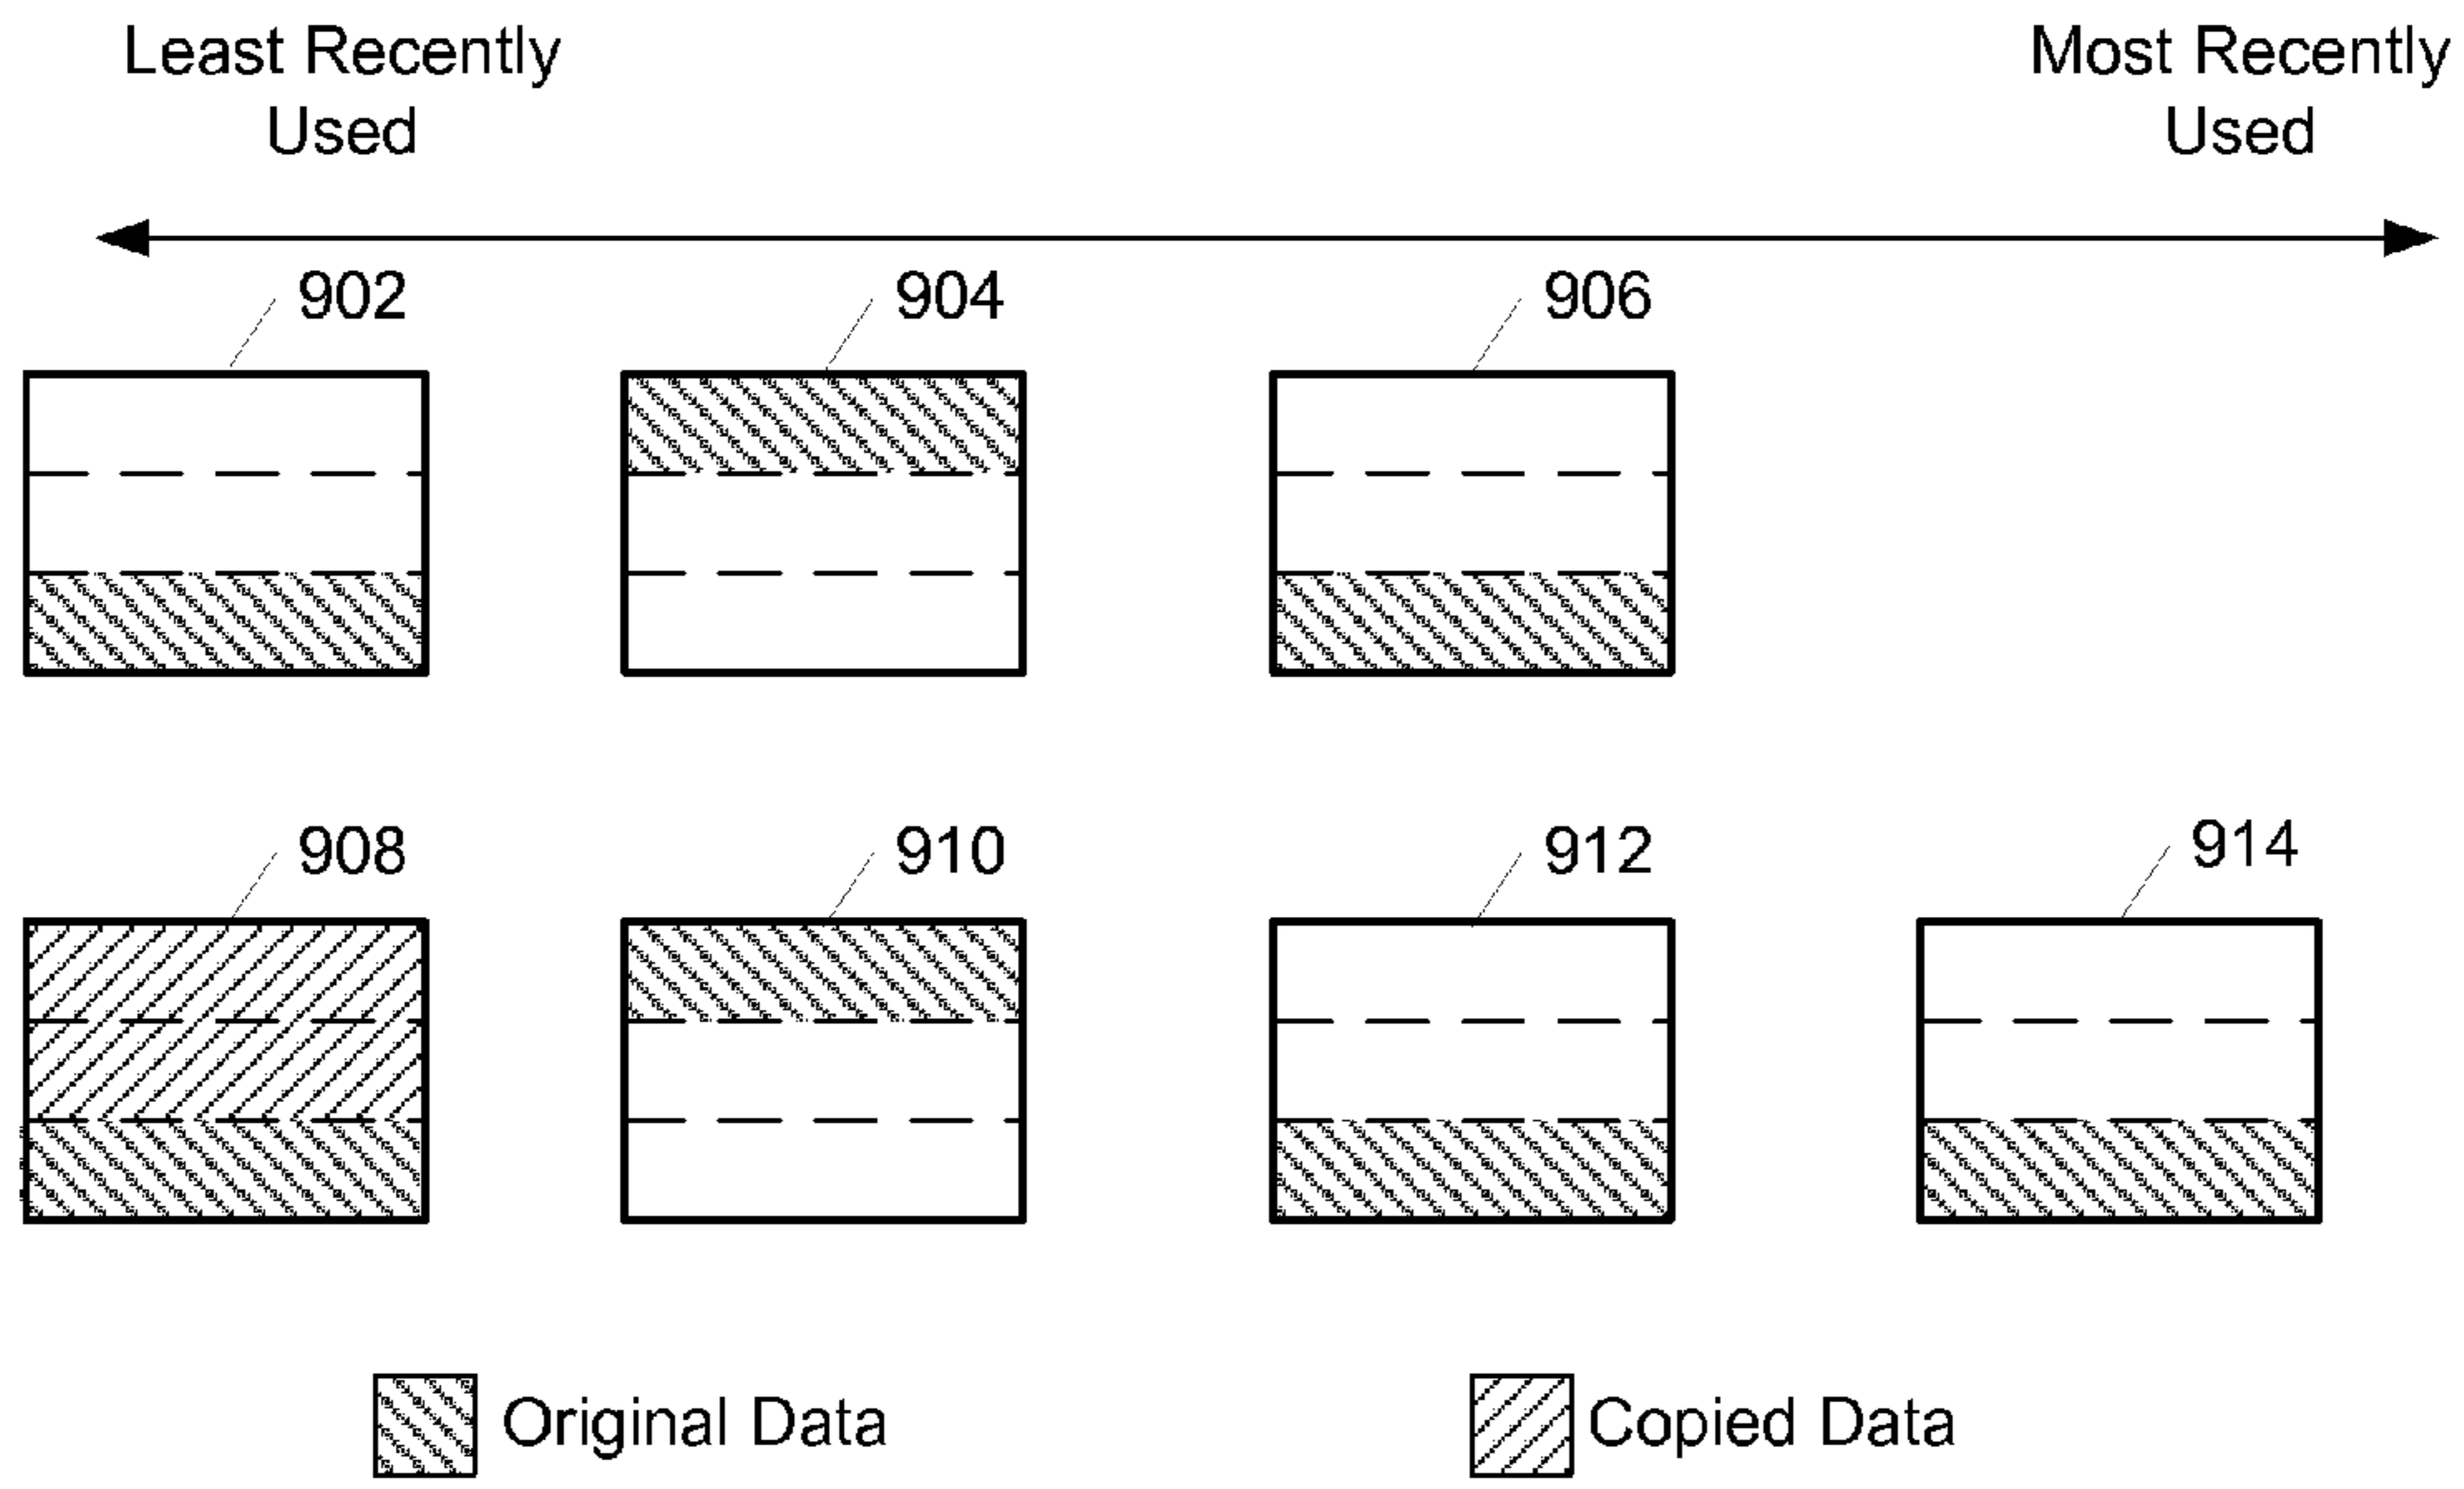 Least Recently
Used
Most Recently
Used
902
904
906
908
910
912
914
Original Data
Copied Data